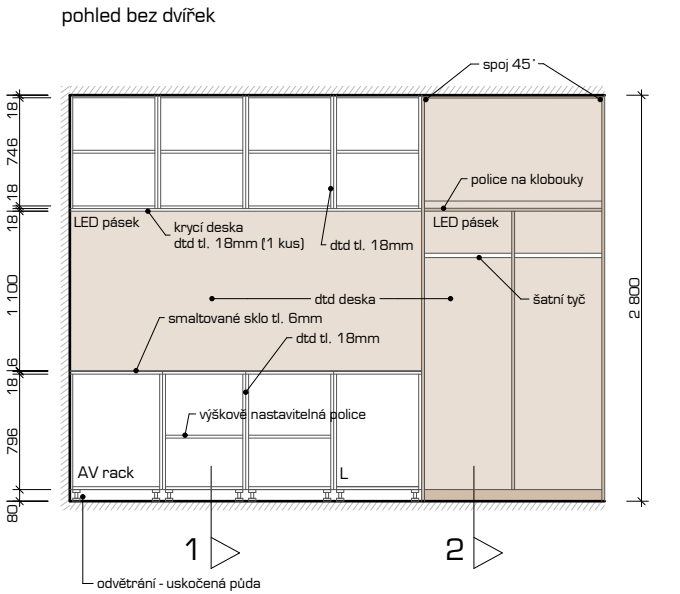 pohled bez dvířek
spoj 45°
18
746
18
18
1 100
6
18
796
80
2 800
police na klobouky
LED pásek
krycí deska
dtd tl. 18mm (1 kus)
dtd tl. 18mm
LED pásek
dtd deska
šatní tyč
smaltované sklo tl. 6mm
dtd tl. 18mm
výškově nastavitelná police
AV rack
L
1
2
odvětrání - uskočená půda